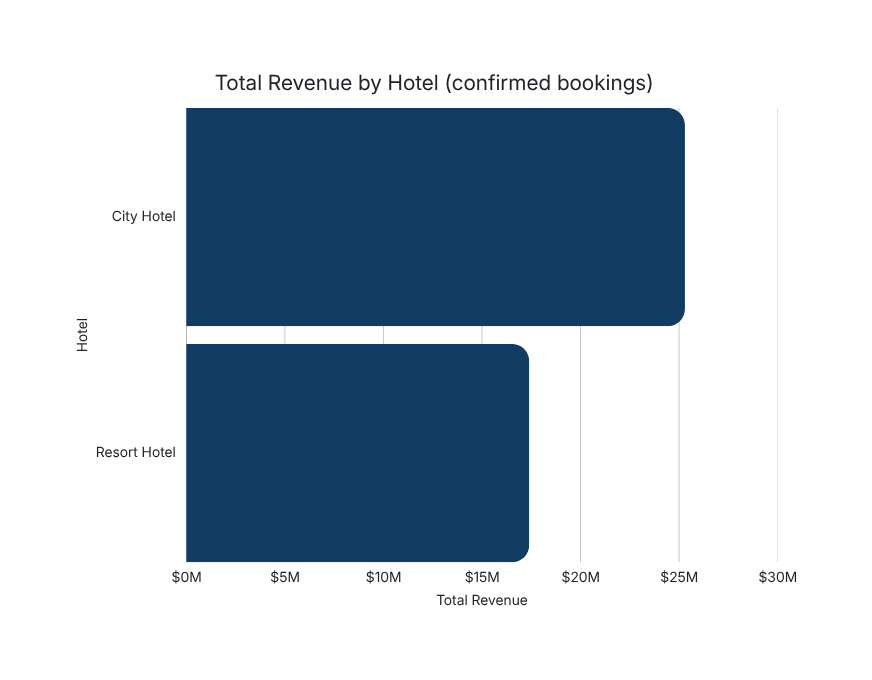 Total Revenue by Hotel (confirmed bookings)
City Hotel
Hotel
Resort Hotel
$0M $5M $10M $15M $20M $25M $30M
Total Revenue